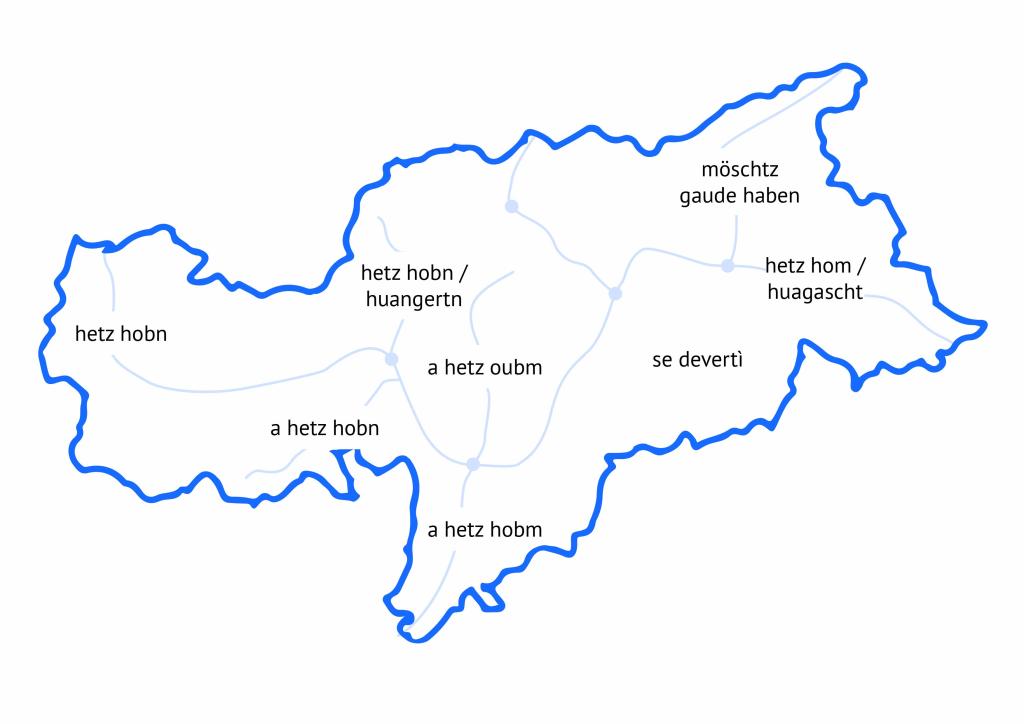 möschtz
gaude haben
hetz hobn /
huangertn
hetz hom /
huagascht
hetz hobn
a hetz oubm
se devertì
a hetz hobn
a hetz hobm